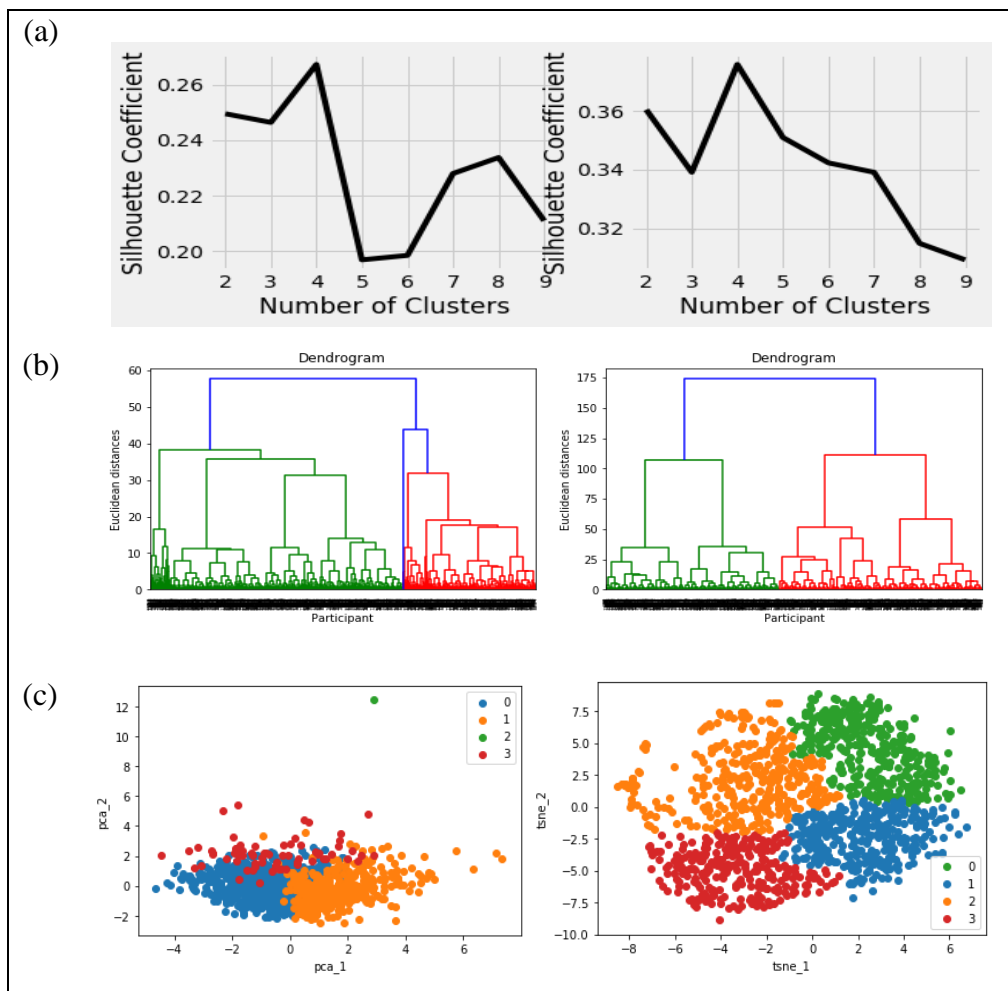 (a)
Silhouette Coefficient
0.26
0.24
0.22
0.20
2 3 4 5 6 7 8 9
Number of Clusters
Silhouette Coefficient
0.36
0.34
0.32
2 3 4 5 6 7 8 9
Number of Clusters
(b)
Dendrogram
Euclidean distances
60
50
40
30
20
10
0
Participant
Dendrogram
Euclidean distances
175
150
125
100
75
50
25
0
Participant
(c)
pca_2
12
10
8
6
4
2
0
−2
−4 −2 0 2 4 6
pca_1
0
1
2
3
tsne_2
7.5
5.0
2.5
0.0
−2.5
−5.0
−7.5
−10.0
−8 −6 −4 −2 0 2 4 6
tsne_1
0
1
2
3